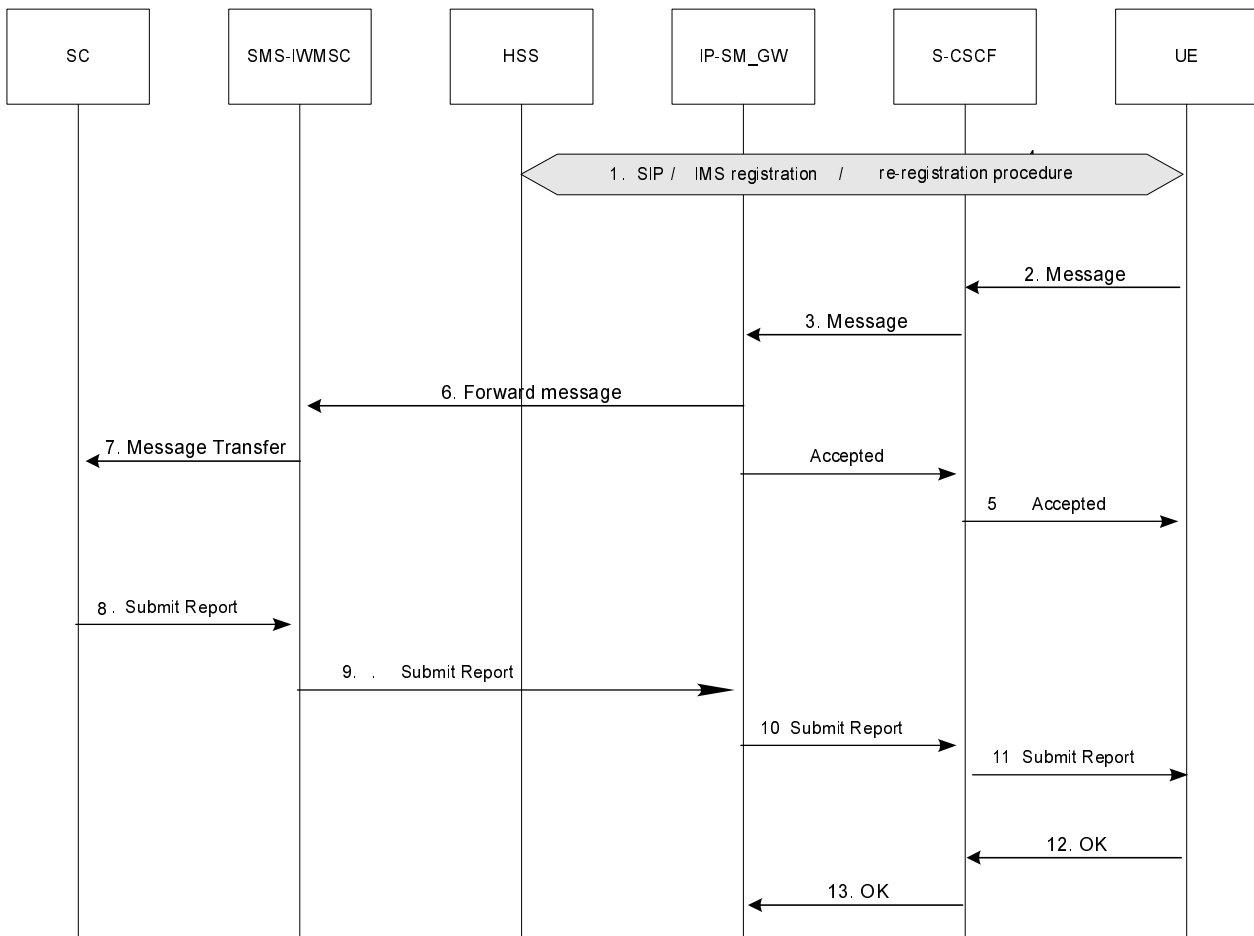 SC
SMS-IWMSC
HSS
IP-SM_GW
S-CSCF
UE
1. SIP / IMS registration / re-registration procedure
2. Message
3. Message
6. Forward message
7. Message Transfer
Accepted
5 Accepted
8 . Submit Report
9. . Submit Report
10 Submit Report
11 Submit Report
12. OK
13. OK